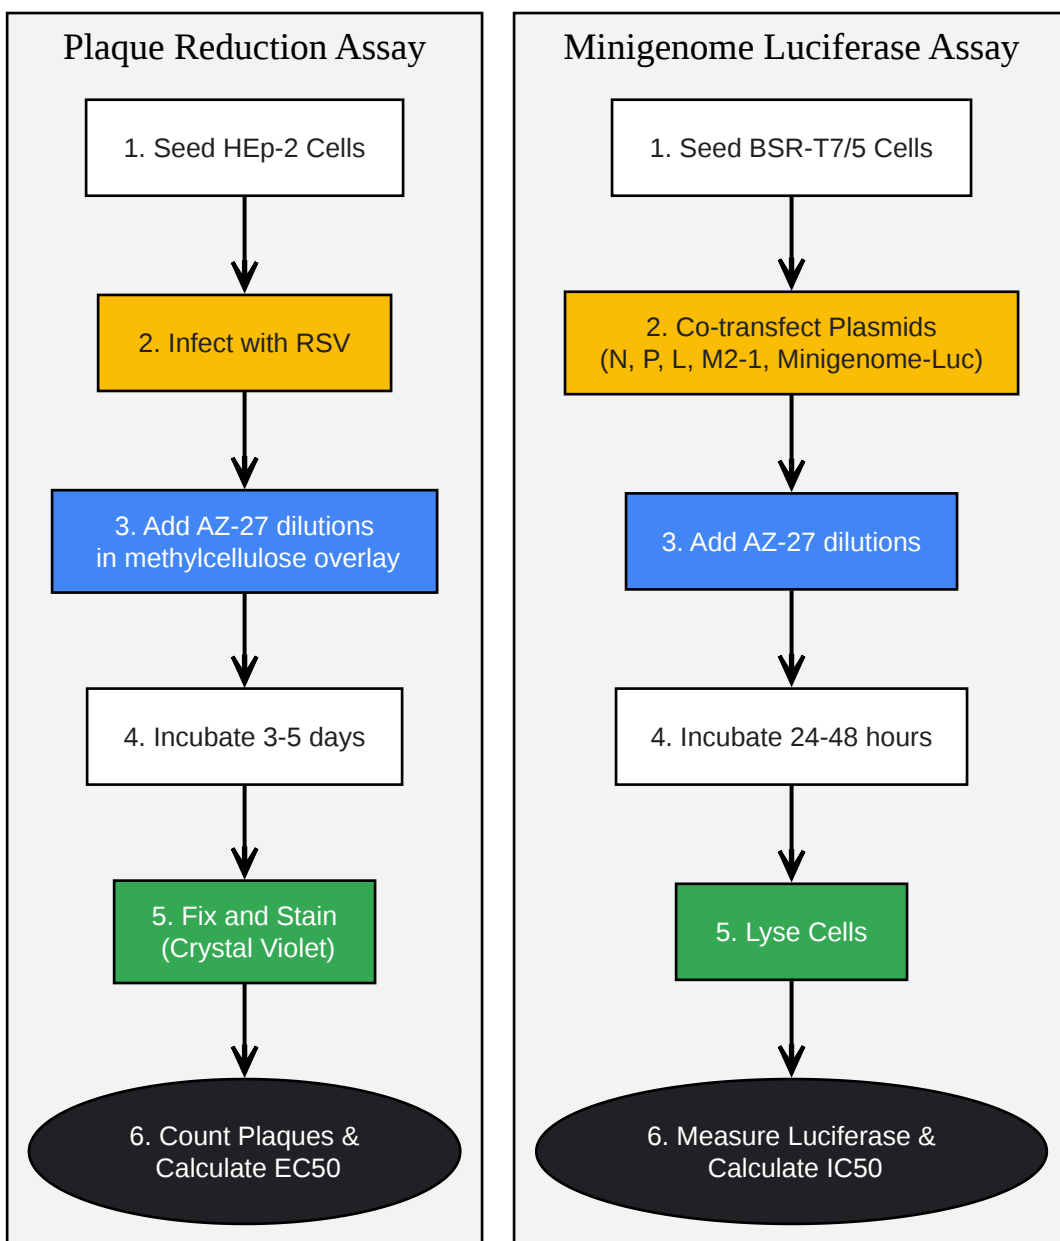 Plaque Reduction Assay
1. Seed HEp-2 Cells
2. Infect with RSV
3. Add AZ-27 dilutions
in methylcellulose overlay
4. Incubate 3-5 days
5. Fix and Stain
(Crystal Violet)
6. Count Plaques &
Calculate EC50
Minigenome Luciferase Assay
1. Seed BSR-T7/5 Cells
2. Co-transfect Plasmids
(N, P, L, M2-1, Minigenome-Luc)
3. Add AZ-27 dilutions
4. Incubate 24-48 hours
5. Lyse Cells
6. Measure Luciferase &
Calculate IC50